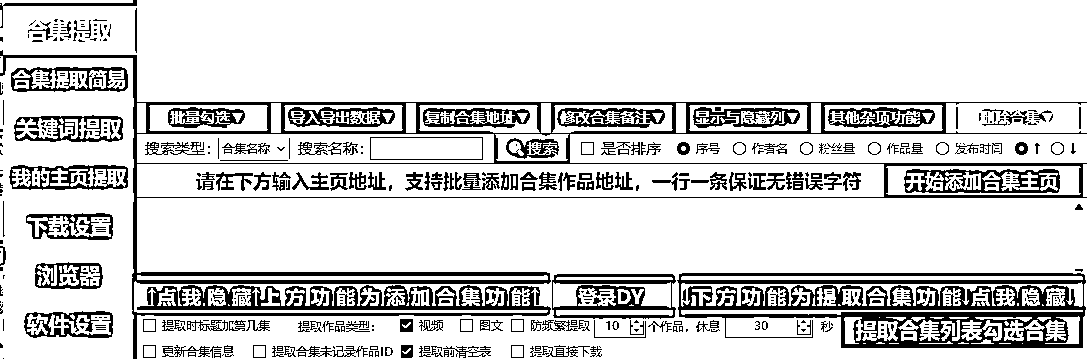 合集提取
合集提取简易
关键词提取
我的主页提取
下载设置
浏览器
软件设置
批量勾选▽ 导入导出数据▽ 复制合集地址▽ 修改合集备注▽ 显示与隐藏列▽ 其他杂项功能▽ 删除合集▽
搜索类型: 合集名称 搜索名称: 搜索 是否排序 序号 作者名 粉丝量 作品量 发布时间 ↑ ↓
请在下方输入主页地址，支持批量添加合集作品地址，一行一条保证无错误字符 开始添加合集主页
↑点我隐藏↑上方功能为添加合集功能↑ 登录DY ↓下方功能为提取合集功能↓点我隐藏↓
提取时标题加第几集 提取作品类型: 视频 图文 防频繁提取 10 个作品，休息 30 秒 提取合集列表勾选合集
更新合集信息 提取合集未记录作品ID 提取前清空表 提取直接下载